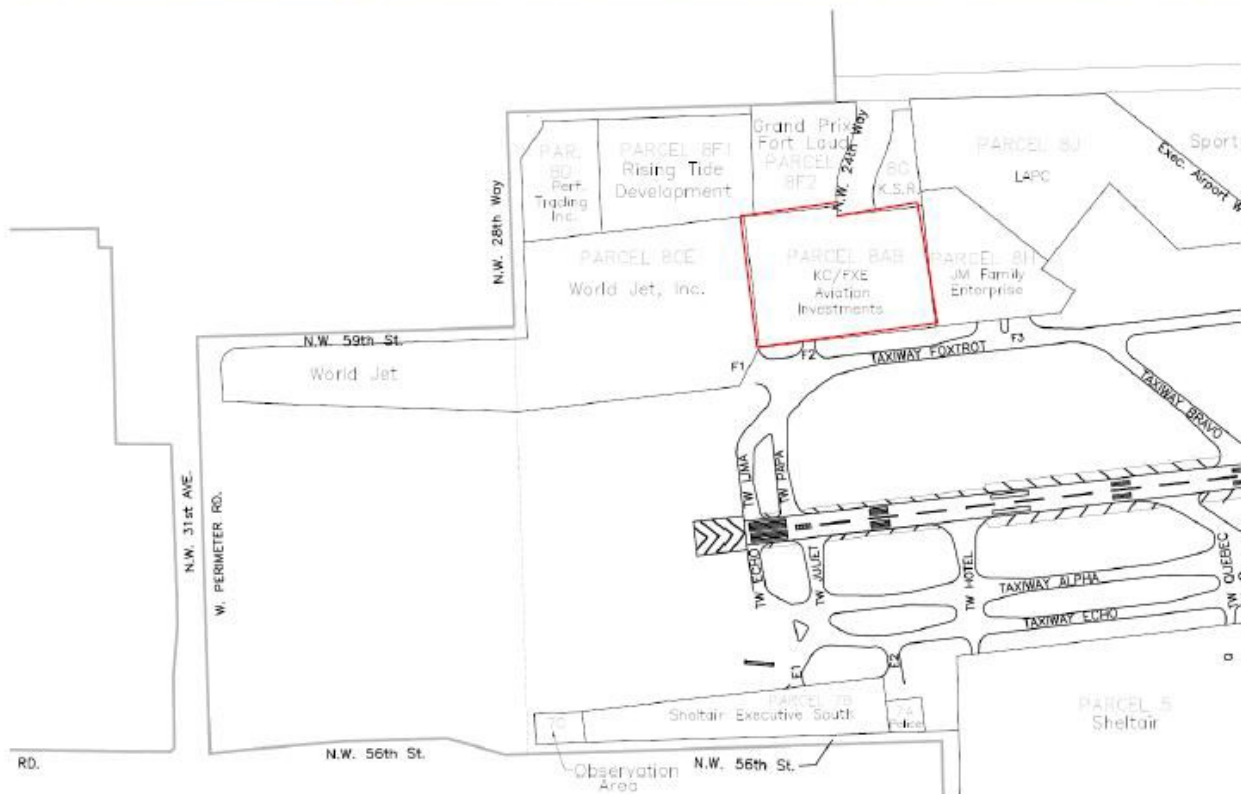 Grand Prix
Fort Laud
PARCEL
8F2
N.W. 24th Way
PAR.
8D
Perf.
Trading
Inc.
PARCEL 8F1
Rising Tide
Development
8G
K.S.R.
PARCEL 8J
LAPC
Sport
Exec. Airport W
N.W. 28th Way
PARCEL 8CE
World Jet, Inc.
PARCEL 8AB
KC/FXE
Aviation
Investments
PARCEL 8H
JM Family
Enterprise
N.W. 59th St.
World Jet
F1
F2
F3
TAXIWAY FOXTROT
TAXIWAY BRAVO
TW LIMA
TW PAPA
N.W. 31st AVE.
W. PERIMETER RD.
TW ECHO
TW JULIET
TW HOTEL
TAXIWAY ALPHA
TAXIWAY ECHO
TW QUEBEC
E1
E2
PARCEL 7B
Sheltair Executive South
7C
7A
Police
PARCEL 5
Sheltair
RD.
N.W. 56th St.
N.W. 56th St.
Observation
Area